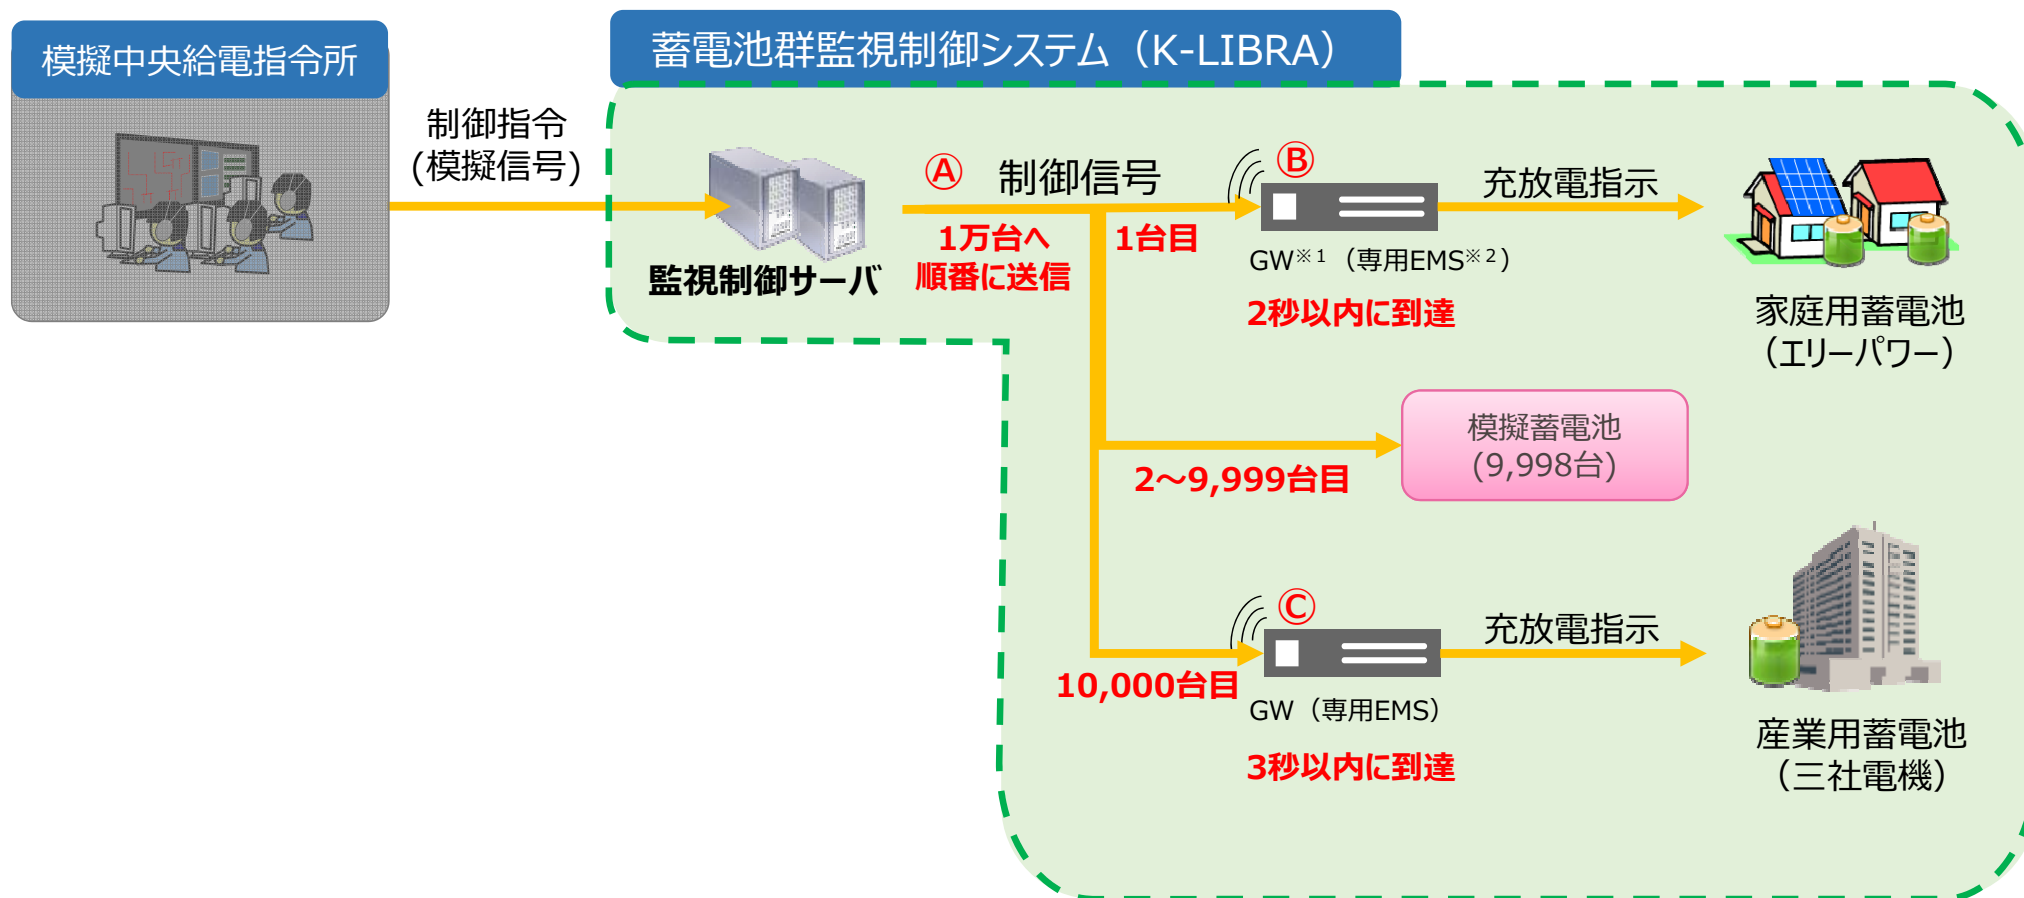 模擬中央給電指令所
蓄電池群監視制御システム（K-LIBRA）
制御指令
(模擬信号)
監視制御サーバ
Ⓐ
制御信号
1万台へ
順番に送信
1台目
Ⓑ
GW※1（専用EMS※2）
2秒以内に到達
充放電指示
家庭用蓄電池
（エリーパワー）
2～9,999台目
模擬蓄電池
(9,998台)
10,000台目
Ⓒ
GW（専用EMS）
3秒以内に到達
充放電指示
産業用蓄電池
（三社電機）